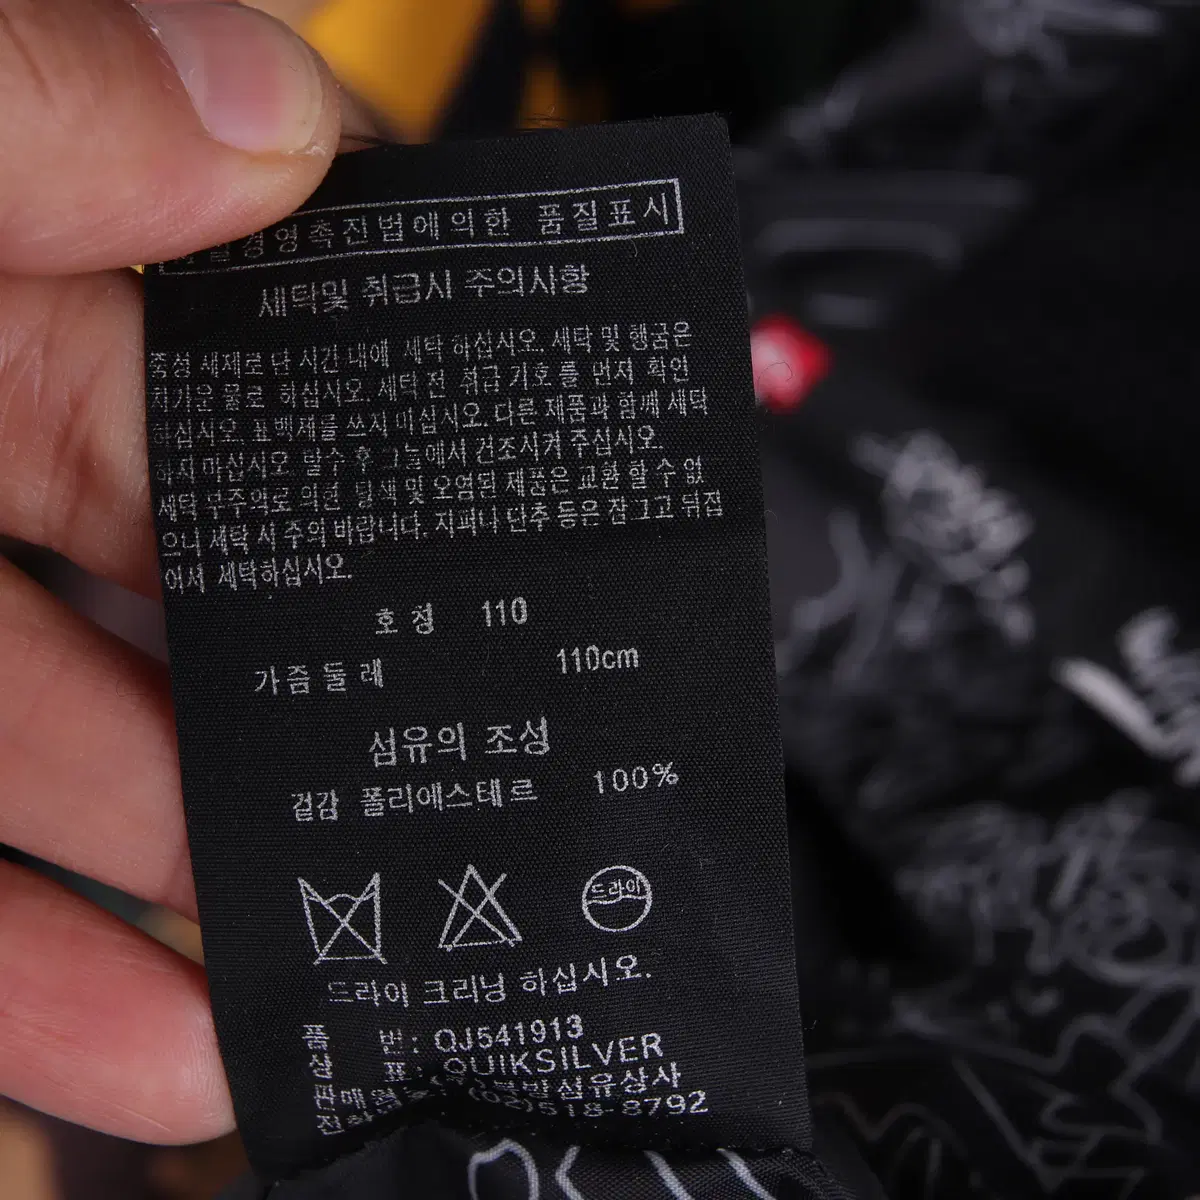 경영촉진법에의한 품질표시
세탁및 취급시 주의사항
중성 세제로 단 시간 내에 세탁 하십시오. 세탁 및 헹굼은
차가운 물로 하십시오. 세탁 전 취급 기호를 먼저 확인
하십시오. 표백제를 쓰지 마십시오. 다른 제품과 함께 세탁
하지 마십시오 탈수 후 그늘에서 건조시켜 주십시오.
세탁 부주의로 의한 탈색 및 오염된 제품은 교환 할 수 없
으니 세탁 시 주의 바랍니다. 지퍼나 단추 등은 잠그고 뒤집
어서 세탁하십시오.
호칭 110
가슴둘레 110cm
섬유의 조성
겉감 폴리에스테르 100%
드라이
드라이 크리닝 하십시오.
품 번: QJ541913
상 표: QUIKSILVER
판매원: 섬유상사
전화 (02)518-8792